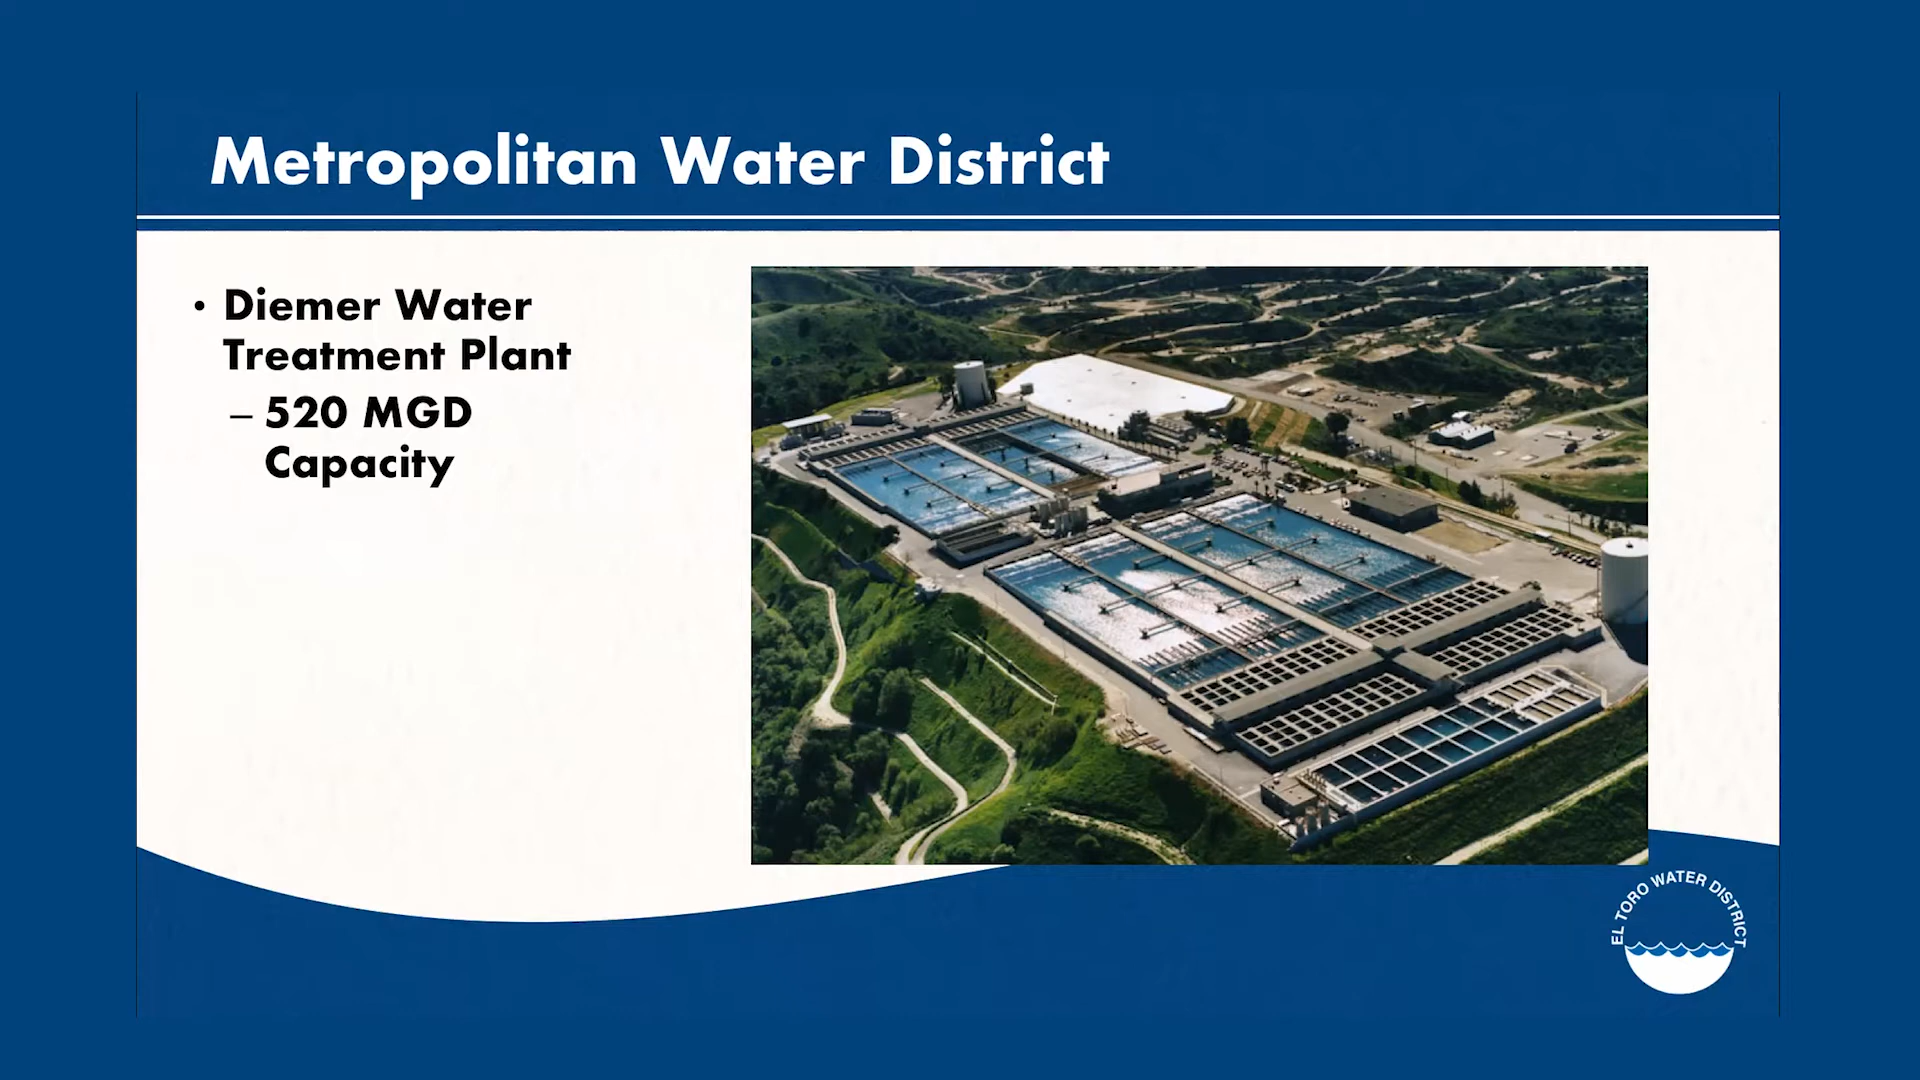 Metropolitan Water District
• Diemer Water
Treatment Plant
– 520 MGD
Capacity
EL TORO WATER DISTRICT